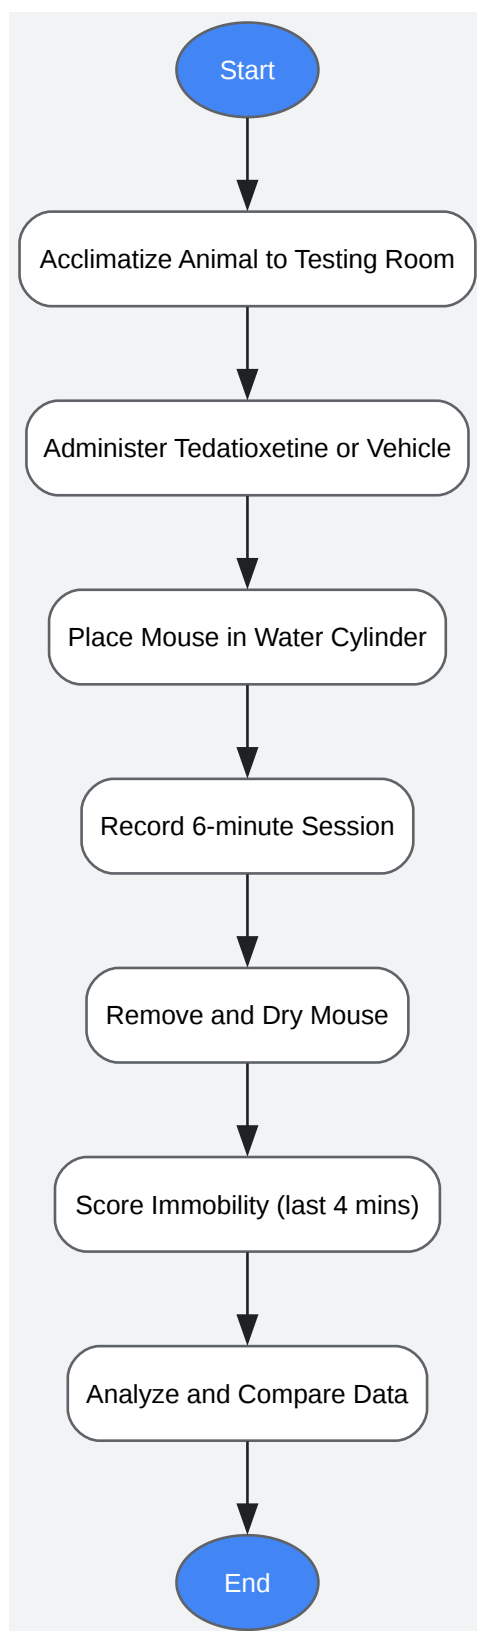 Start
Acclimatize Animal to Testing Room
Administer Tedatioxetine or Vehicle
Place Mouse in Water Cylinder
Record 6-minute Session
Remove and Dry Mouse
Score Immobility (last 4 mins)
Analyze and Compare Data
End